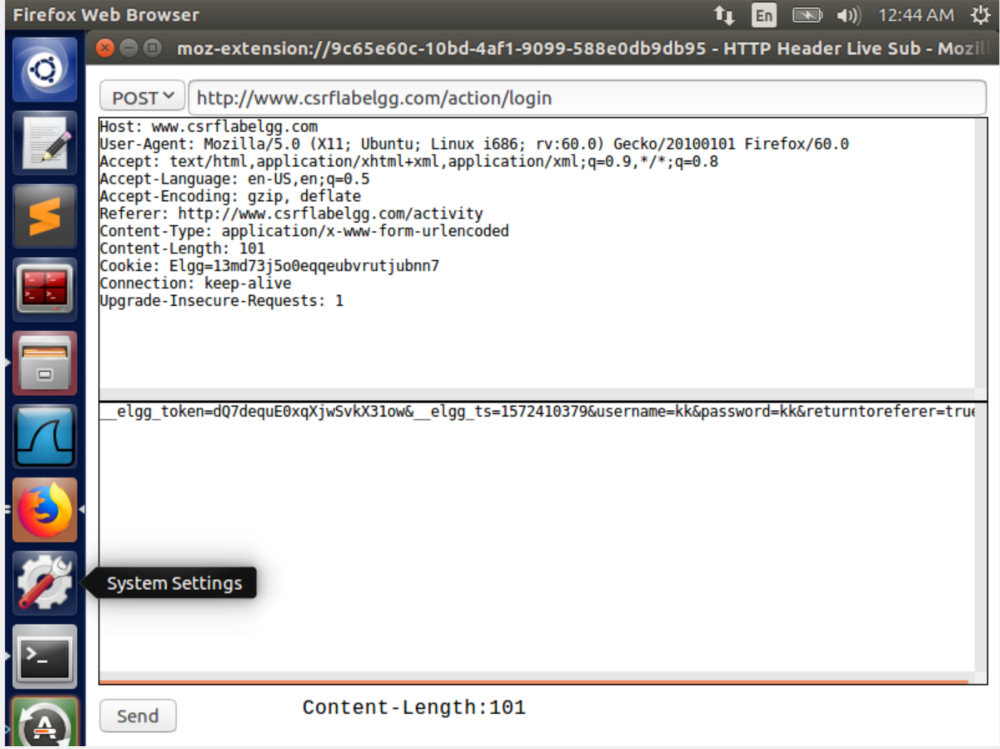 Firefox Web Browser
En
12:44 AM
moz-extension://9c65e60c-10bd-4af1-9099-588e0db9db95 - HTTP Header Live Sub - Mozill
POST
http://www.csrflabelgg.com/action/login
Host: www.csrflabelgg.com
User-Agent: Mozilla/5.0 (X11; Ubuntu; Linux i686; rv:60.0) Gecko/20100101 Firefox/60.0
Accept: text/html,application/xhtml+xml,application/xml;q=0.9,*/*;q=0.8
Accept-Language: en-US,en;q=0.5
Accept-Encoding: gzip, deflate
Referer: http://www.csrflabelgg.com/activity
Content-Type: application/x-www-form-urlencoded
Content-Length: 101
Cookie: Elgg=13md73j5o0eqqeubvrutjubnn7
Connection: keep-alive
Upgrade-Insecure-Requests: 1
__elgg_token=dQ7dequE0xqXjwSvkX31ow&__elgg_ts=1572410379&username=kk&password=kk&returntoreferer=true
System Settings
Send
Content-Length:101